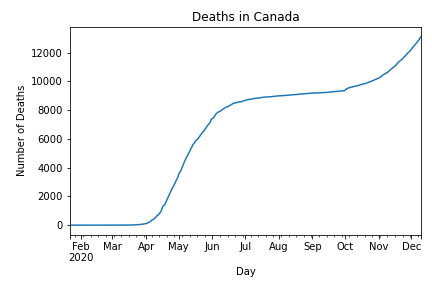 Deaths in Canada
Number of Deaths
12000
10000
8000
6000
4000
2000
0
Feb Mar Apr May Jun Jul Aug Sep Oct Nov Dec
2020
Day